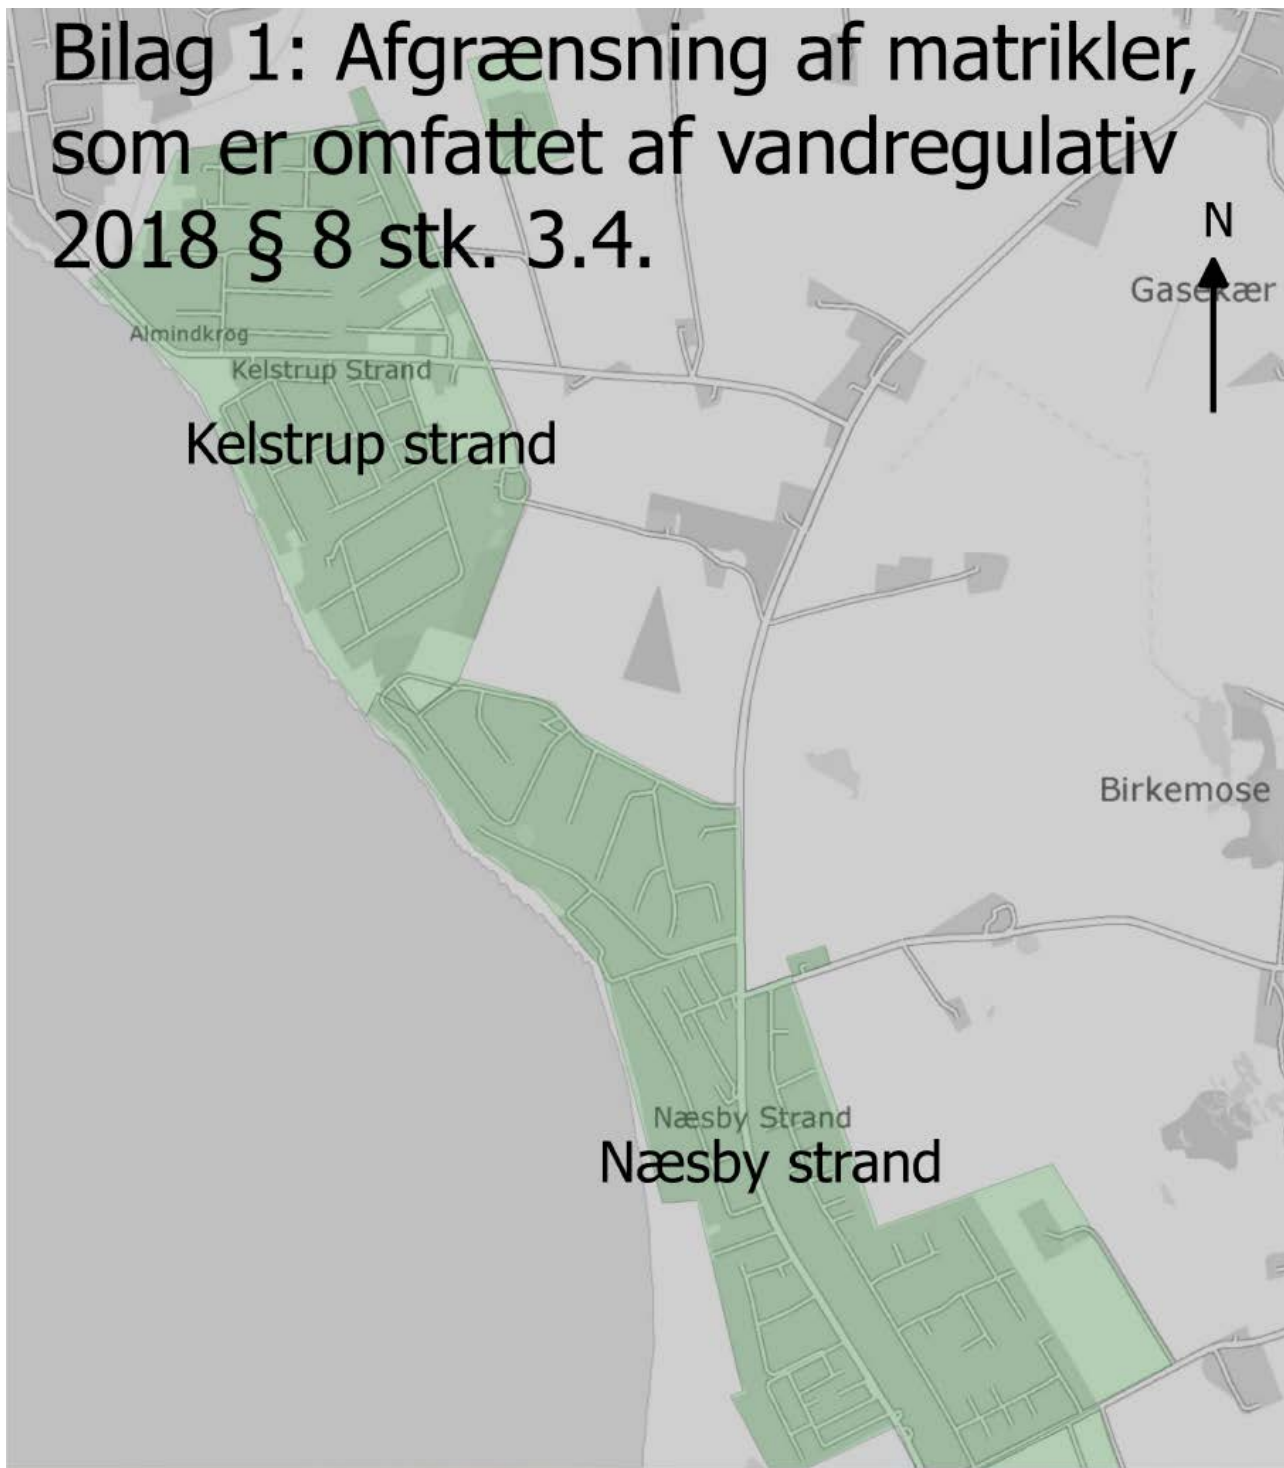 Bilag 1: Afgrænsning af matrikler,
som er omfattet af vandregulativ
2018 § 8 stk. 3.4.
N
Gasekær
Almindkrog
Kelstrup Strand
Kelstrup strand
Birkemose
Næsby Strand
Næsby strand